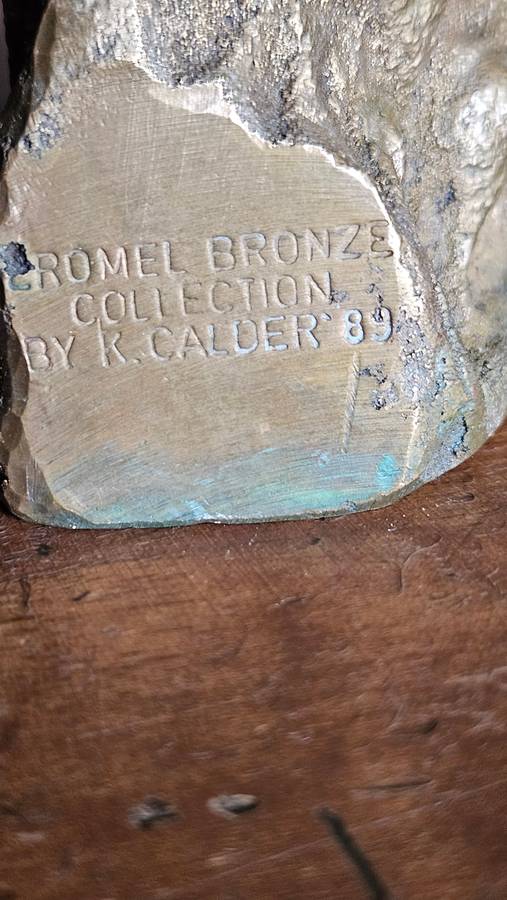 CROMEL BRONZE
COLLECTION
BY K. CALDER '89